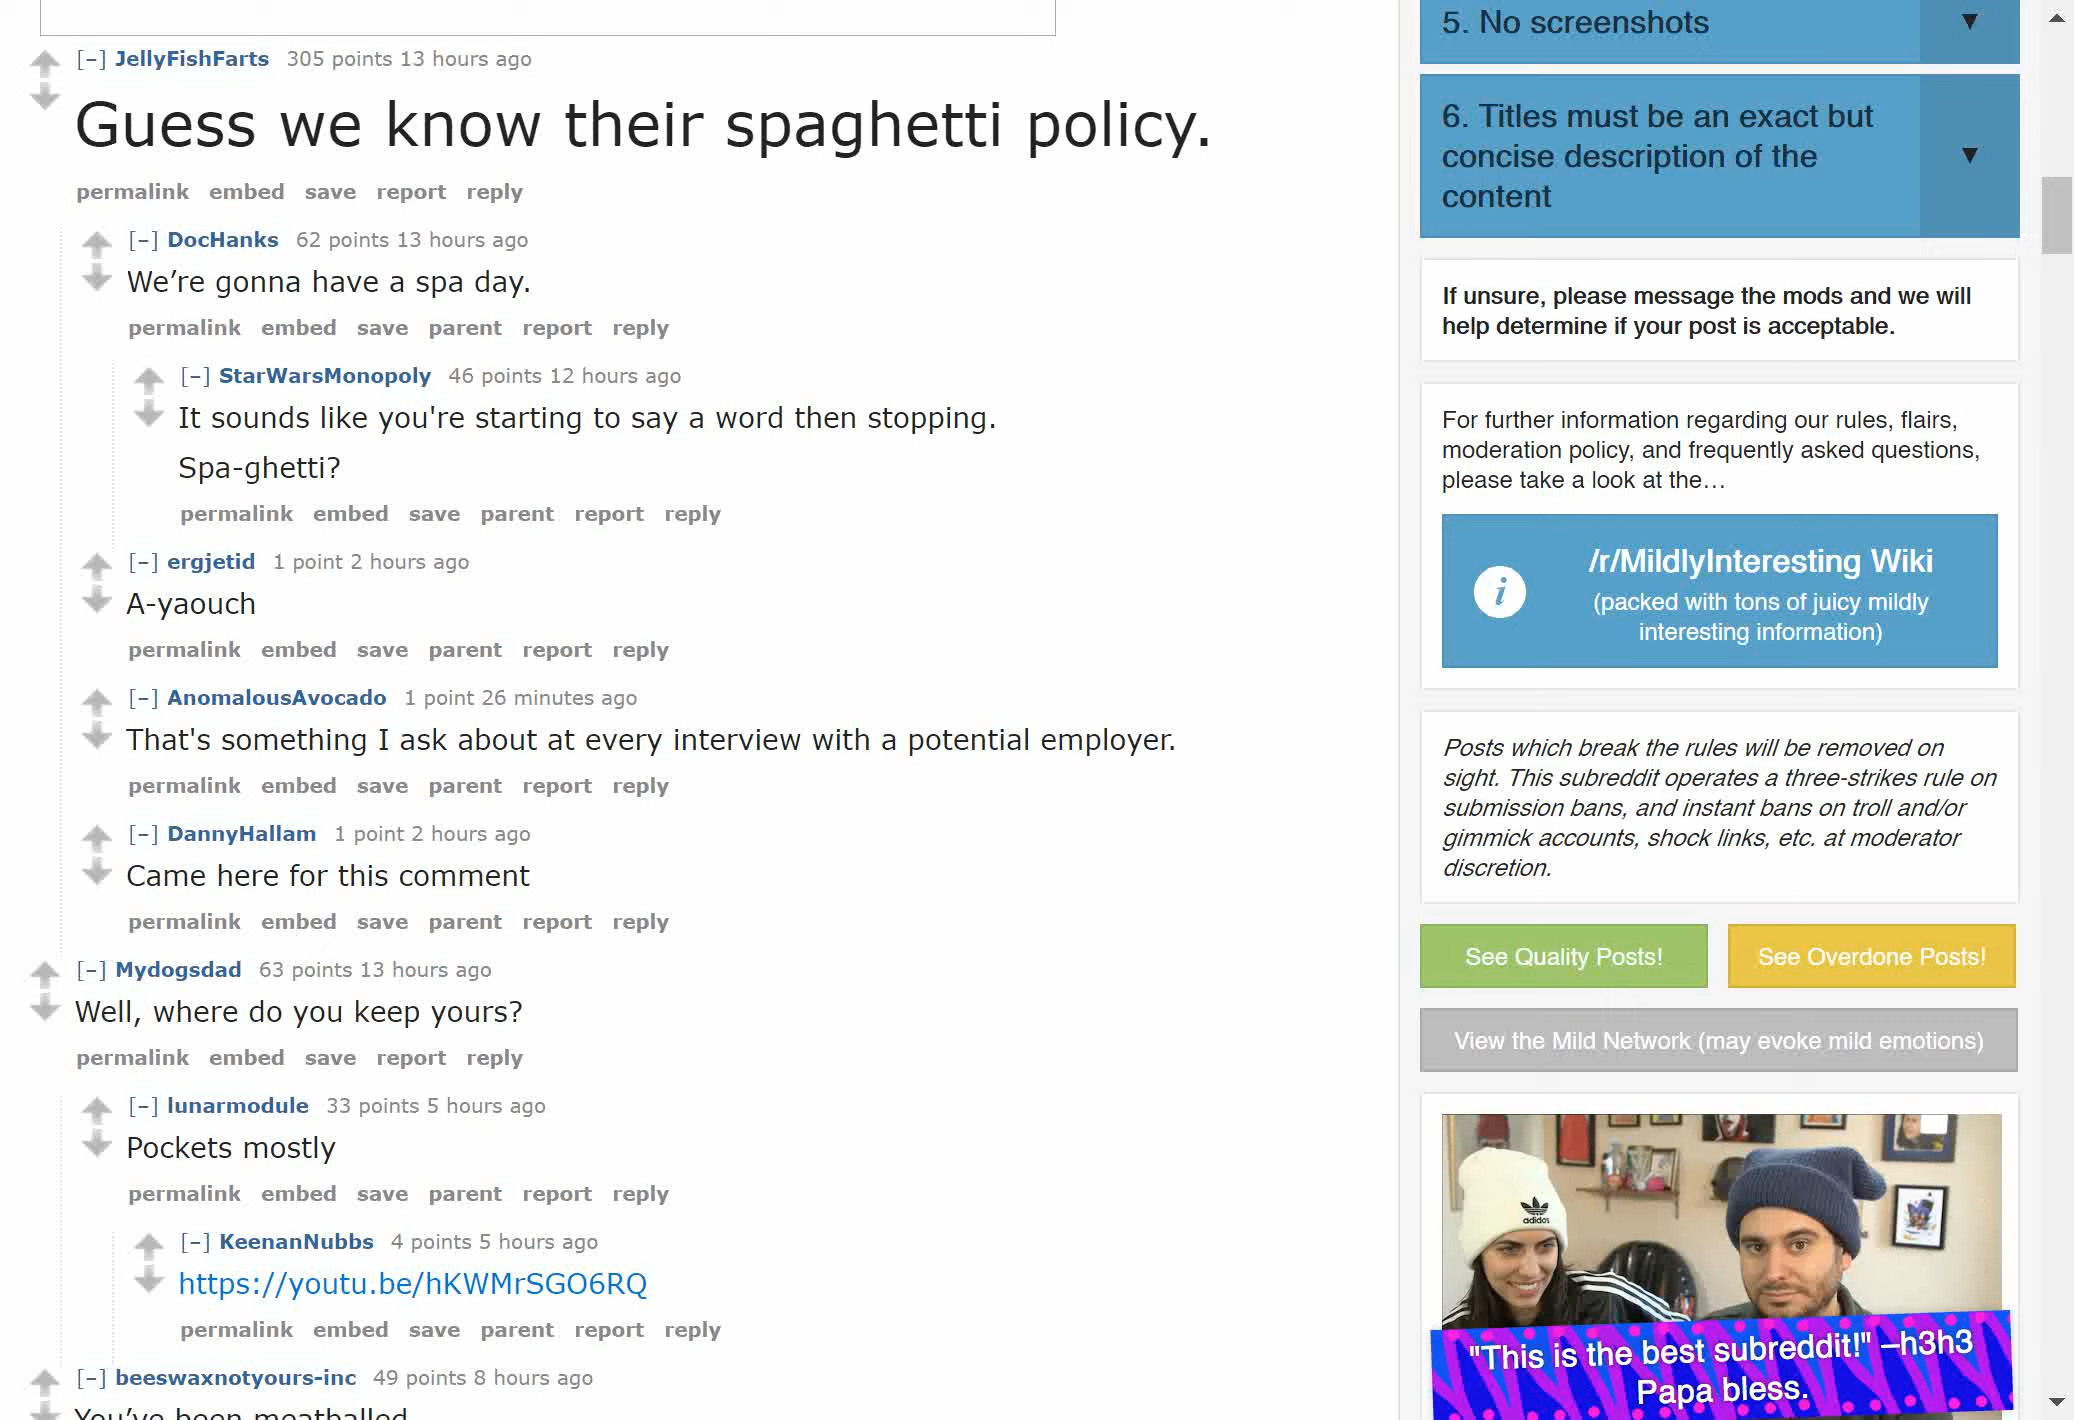 [–] JellyFishFarts 305 points 13 hours ago
Guess we know their spaghetti policy.
permalink embed save report reply
[–] DocHanks 62 points 13 hours ago
We’re gonna have a spa day.
permalink embed save parent report reply
[–] StarWarsMonopoly 46 points 12 hours ago
It sounds like you're starting to say a word then stopping.
Spa-ghetti?
permalink embed save parent report reply
[–] ergjetid 1 point 2 hours ago
A-yaouch
permalink embed save parent report reply
[–] AnomalousAvocado 1 point 26 minutes ago
That's something I ask about at every interview with a potential employer.
permalink embed save parent report reply
[–] DannyHallam 1 point 2 hours ago
Came here for this comment
permalink embed save parent report reply
[–] Mydogsdad 63 points 13 hours ago
Well, where do you keep yours?
permalink embed save report reply
[–] lunarmodule 33 points 5 hours ago
Pockets mostly
permalink embed save parent report reply
[–] KeenanNubbs 4 points 5 hours ago
https://youtu.be/hKWMrSGO6RQ
permalink embed save parent report reply
[–] beeswaxnotyours-inc 49 points 8 hours ago
You’ve been meatballed
5. No screenshots
▼
6. Titles must be an exact but
concise description of the
content
▼
If unsure, please message the mods and we will
help determine if your post is acceptable.
For further information regarding our rules, flairs,
moderation policy, and frequently asked questions,
please take a look at the…
i
/r/MildlyInteresting Wiki
(packed with tons of juicy mildly
interesting information)
Posts which break the rules will be removed on
sight. This subreddit operates a three-strikes rule on
submission bans, and instant bans on troll and/or
gimmick accounts, shock links, etc. at moderator
discretion.
See Quality Posts!
See Overdone Posts!
View the Mild Network (may evoke mild emotions)
adidas
"This is the best subreddit!" –h3h3
Papa bless.